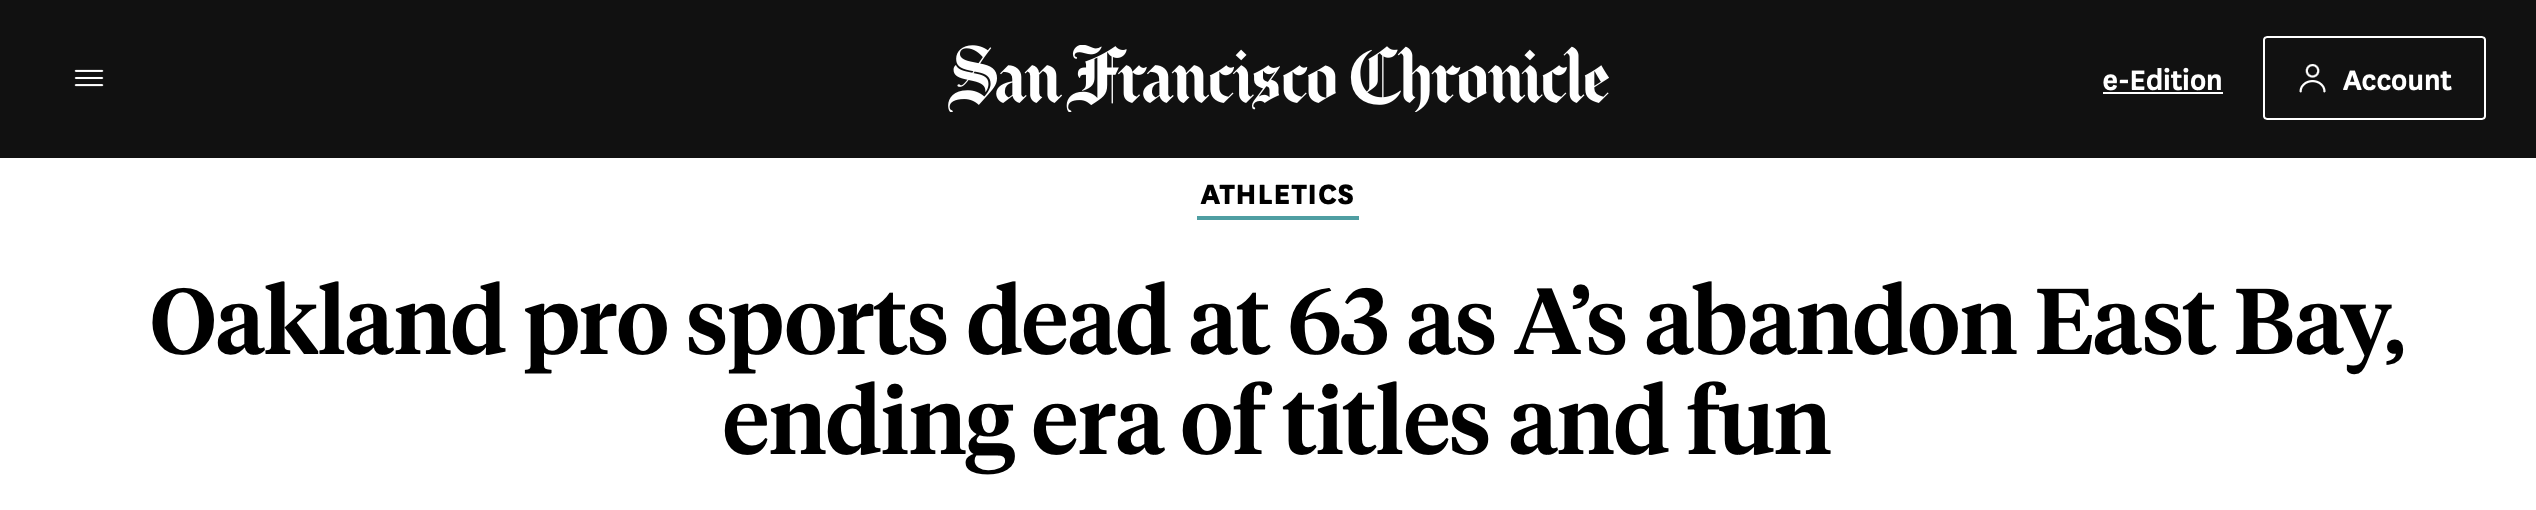 San Francisco Chronicle
e-Edition
Account
ATHLETICS
Oakland pro sports dead at 63 as A’s abandon East Bay,
ending era of titles and fun